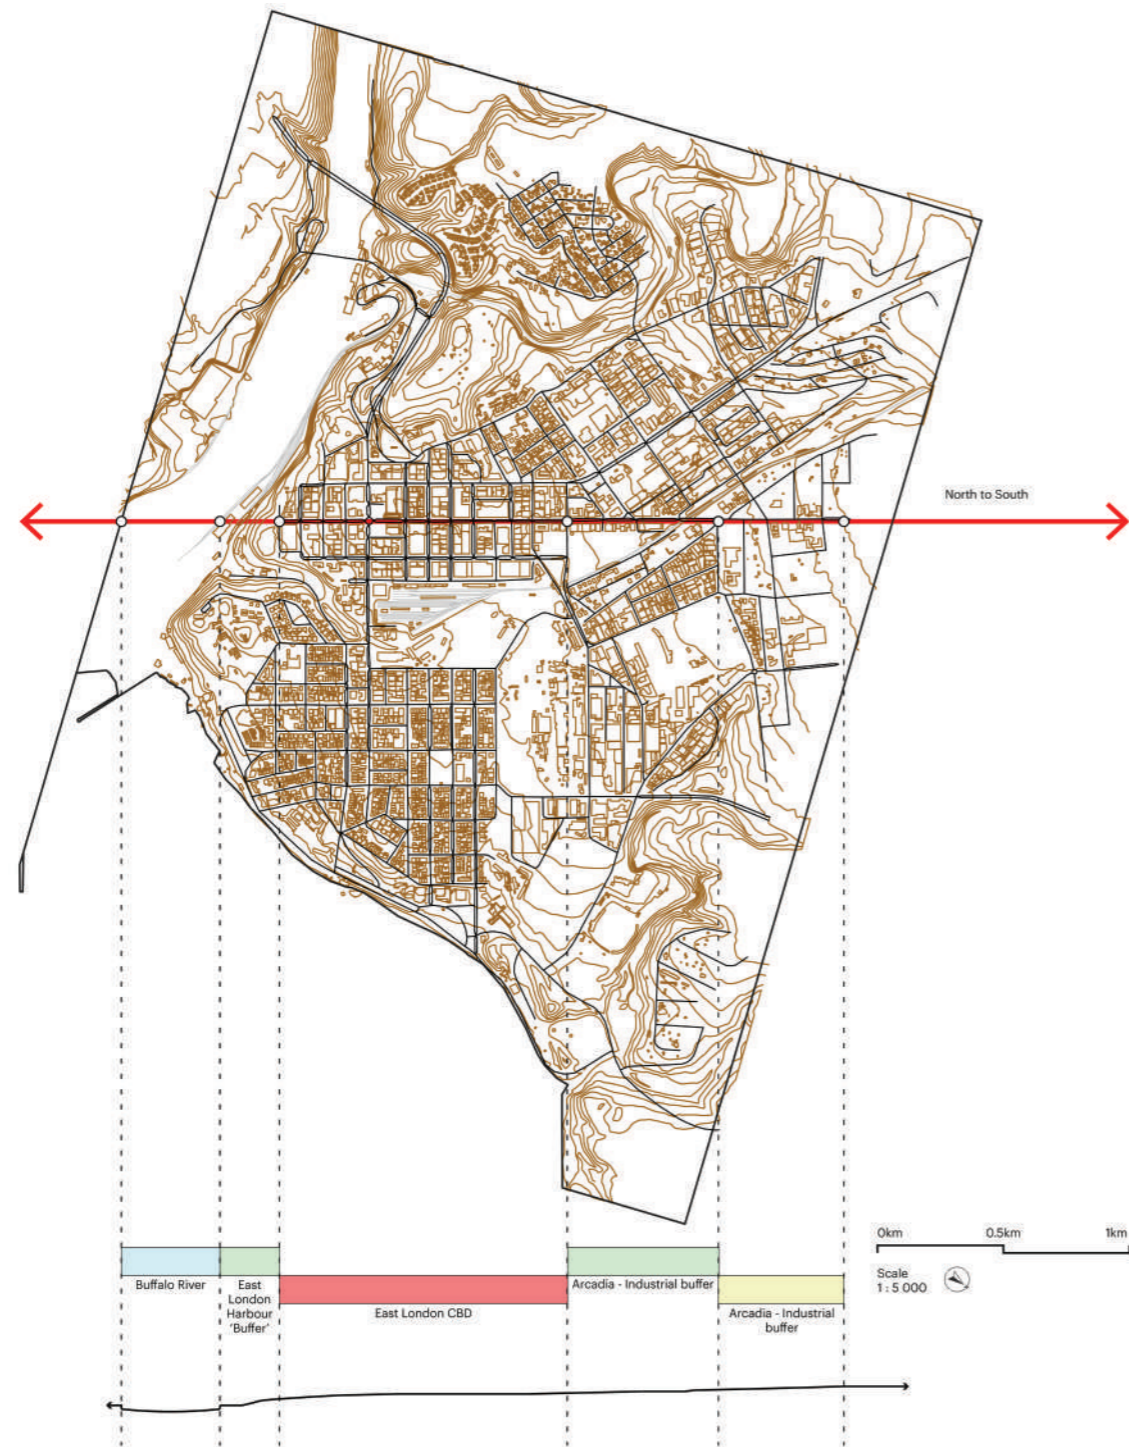 North to South
0km 0.5km 1km
Scale
1 : 5 000
Buffalo River
East
London
Harbour
'Buffer'
East London CBD
Arcadia - Industrial buffer
Arcadia - Industrial
buffer